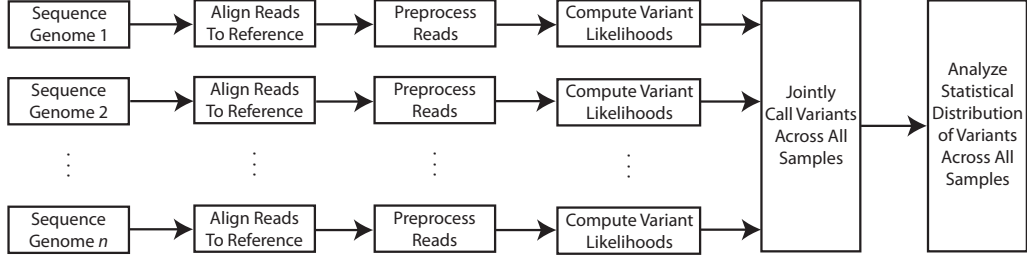 Sequence
Genome 1
Align Reads
To Reference
Preprocess
Reads
Compute Variant
Likelihoods
Sequence
Genome 2
Align Reads
To Reference
Preprocess
Reads
Compute Variant
Likelihoods
Sequence
Genome n
Align Reads
To Reference
Preprocess
Reads
Compute Variant
Likelihoods
Jointly
Call Variants
Across All
Samples
Analyze
Statistical
Distribution
of Variants
Across All
Samples